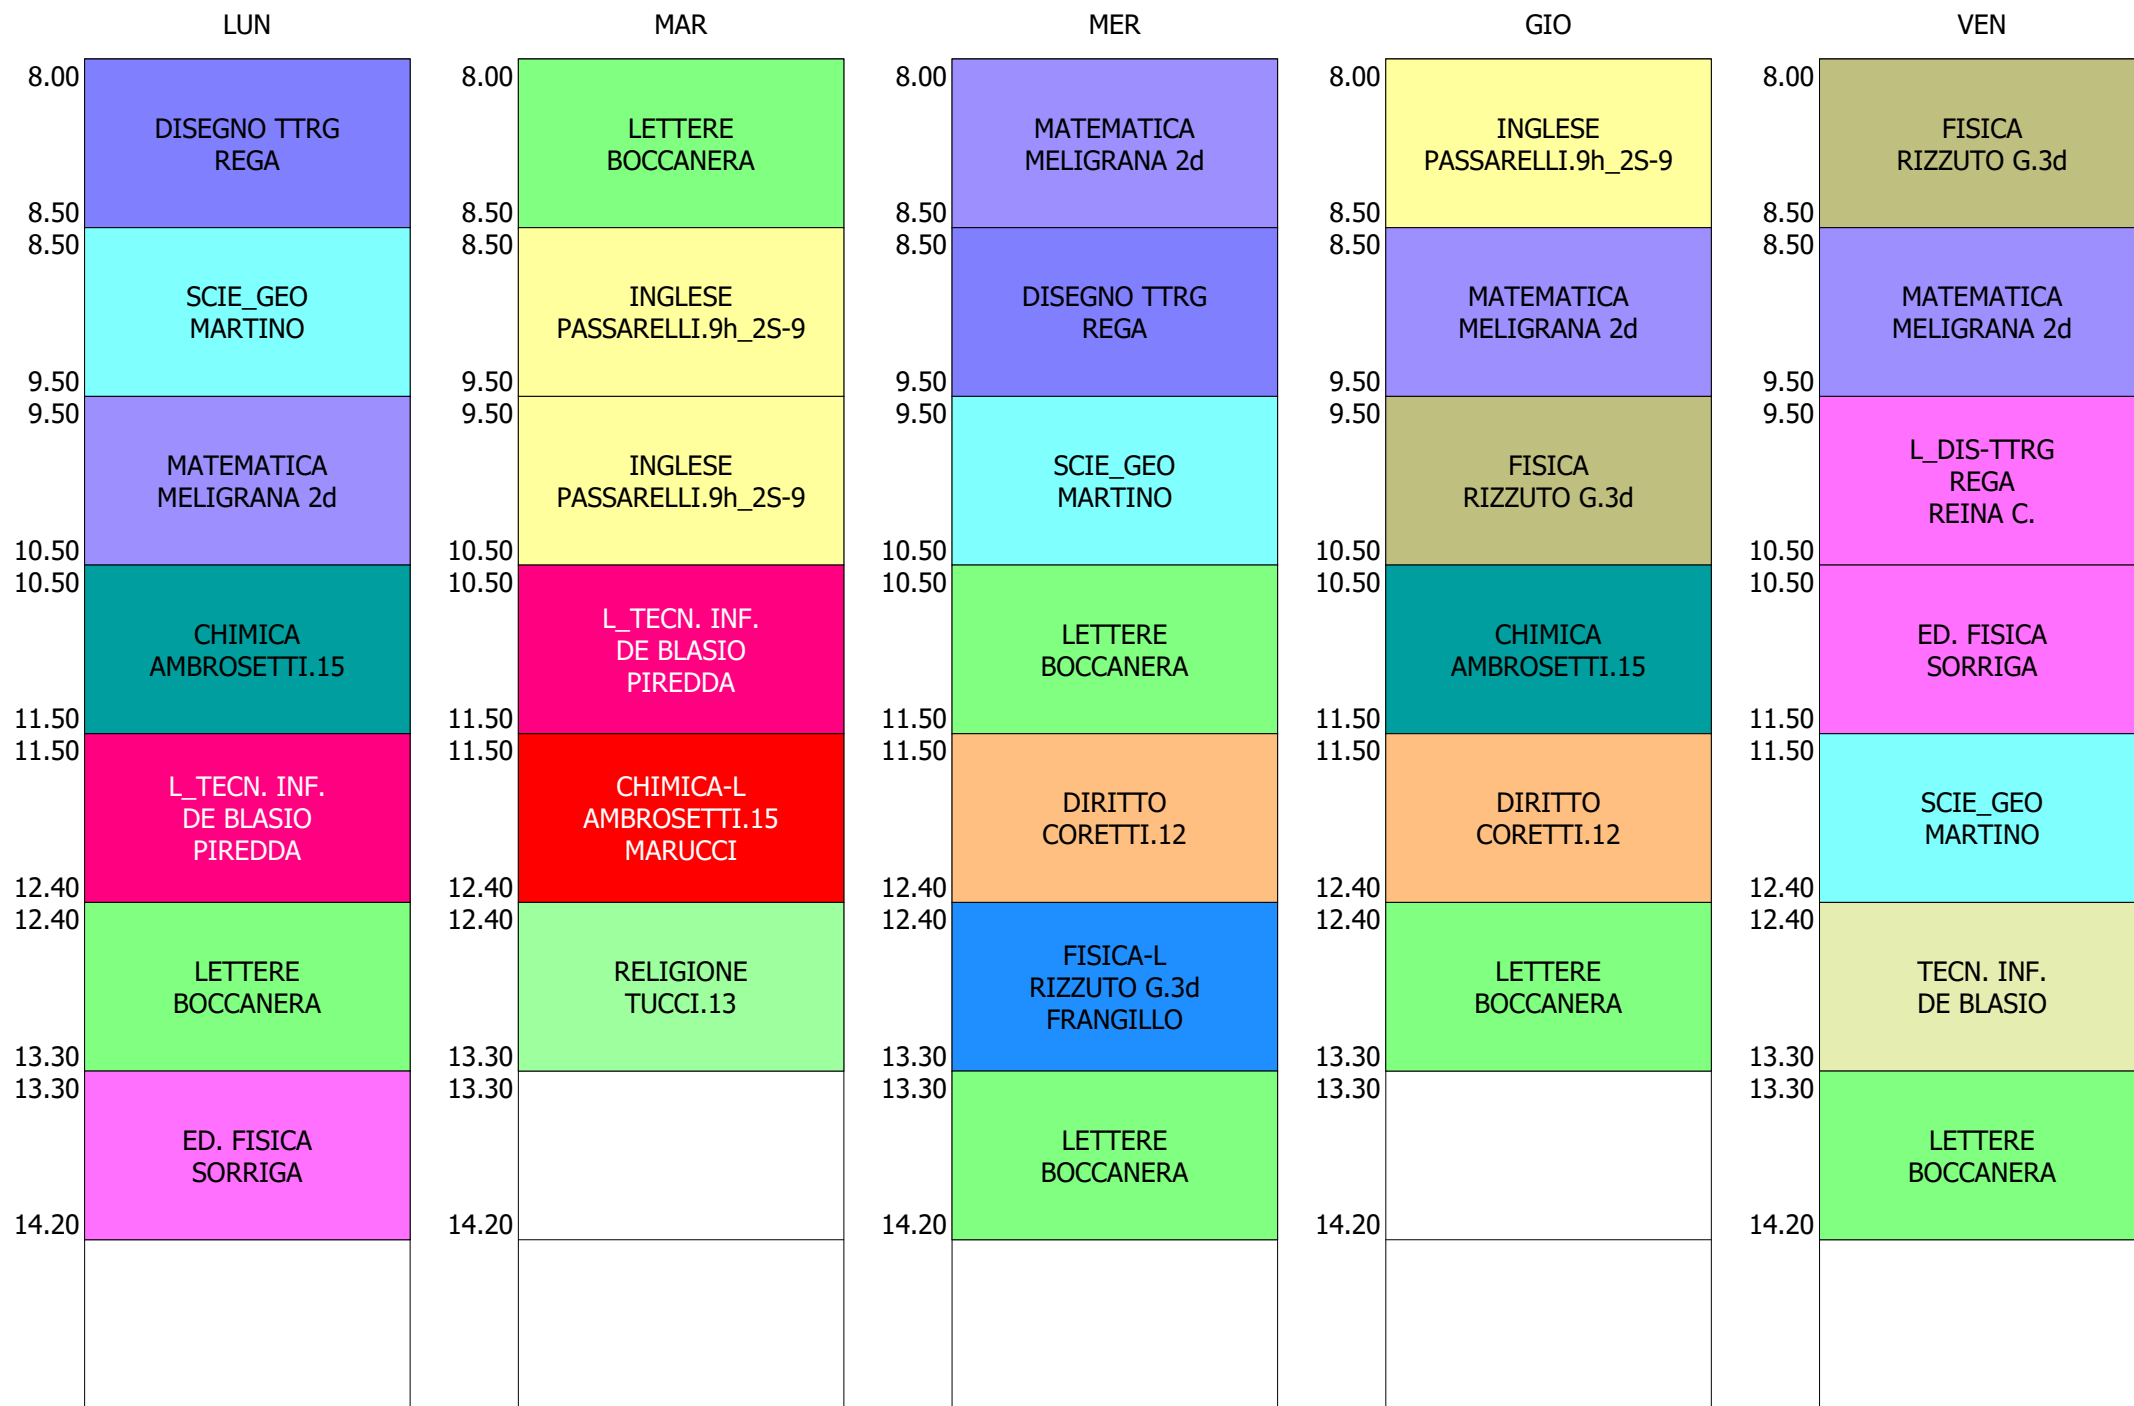 LUN
MAR
MER
GIO
VEN
8.00
DISEGNO TTRG
REGA
8.50
8.50
SCIE_GEO
MARTINO
9.50
9.50
MATEMATICA
MELIGRANA 2d
10.50
10.50
CHIMICA
AMBROSETTI.15
11.50
11.50
L_TECN. INF.
DE BLASIO
PIREDDA
12.40
12.40
LETTERE
BOCCANERA
13.30
13.30
ED. FISICA
SORRIGA
14.20
8.00
LETTERE
BOCCANERA
8.50
8.50
INGLESE
PASSARELLI.9h_2S-9
9.50
9.50
INGLESE
PASSARELLI.9h_2S-9
10.50
10.50
L_TECN. INF.
DE BLASIO
PIREDDA
11.50
11.50
CHIMICA-L
AMBROSETTI.15
MARUCCI
12.40
12.40
RELIGIONE
TUCCI.13
13.30
13.30
14.20
8.00
MATEMATICA
MELIGRANA 2d
8.50
8.50
DISEGNO TTRG
REGA
9.50
9.50
SCIE_GEO
MARTINO
10.50
10.50
LETTERE
BOCCANERA
11.50
11.50
DIRITTO
CORETTI.12
12.40
12.40
FISICA-L
RIZZUTO G.3d
FRANGILLO
13.30
13.30
LETTERE
BOCCANERA
14.20
8.00
INGLESE
PASSARELLI.9h_2S-9
8.50
8.50
MATEMATICA
MELIGRANA 2d
9.50
9.50
FISICA
RIZZUTO G.3d
10.50
10.50
CHIMICA
AMBROSETTI.15
11.50
11.50
DIRITTO
CORETTI.12
12.40
12.40
LETTERE
BOCCANERA
13.30
13.30
14.20
8.00
FISICA
RIZZUTO G.3d
8.50
8.50
MATEMATICA
MELIGRANA 2d
9.50
9.50
L_DIS-TTRG
REGA
REINA C.
10.50
10.50
ED. FISICA
SORRIGA
11.50
11.50
SCIE_GEO
MARTINO
12.40
12.40
TECN. INF.
DE BLASIO
13.30
13.30
LETTERE
BOCCANERA
14.20